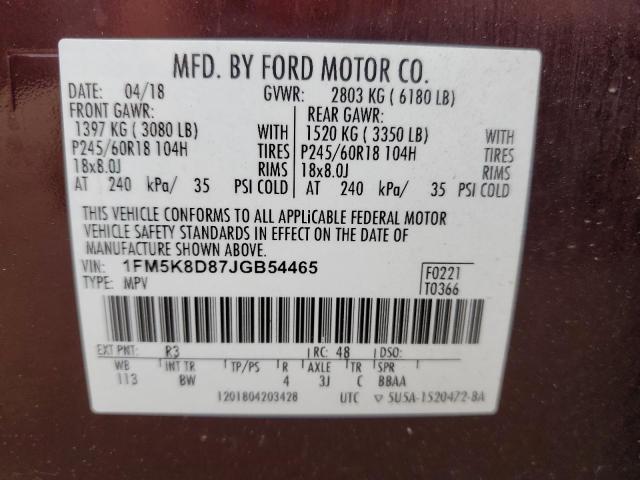 MFD. BY FORD MOTOR CO.
DATE: 04/18 GVWR: 2803 KG ( 6180 LB)
FRONT GAWR: REAR GAWR:
1397 KG ( 3080 LB) WITH 1520 KG ( 3350 LB) WITH
P245/60R18 104H TIRES P245/60R18 104H TIRES
18x8.0J RIMS 18x8.0J RIMS
AT 240 kPa/ 35 PSI COLD AT 240 kPa/ 35 PSI COLD
THIS VEHICLE CONFORMS TO ALL APPLICABLE FEDERAL MOTOR
VEHICLE SAFETY STANDARDS IN EFFECT ON THE DATE OF
MANUFACTURE SHOWN ABOVE.
VIN: 1FM5K8D87JGB54465 F0221
TYPE: MPV T0366
EXT PNT: R3 RC: 48 DSO:
WB INT TR TP/PS R AXLE TR SPR
113 BW 4 3J C BBAA
1201804203428 UTC ▽ 5U5A-1520472-BA